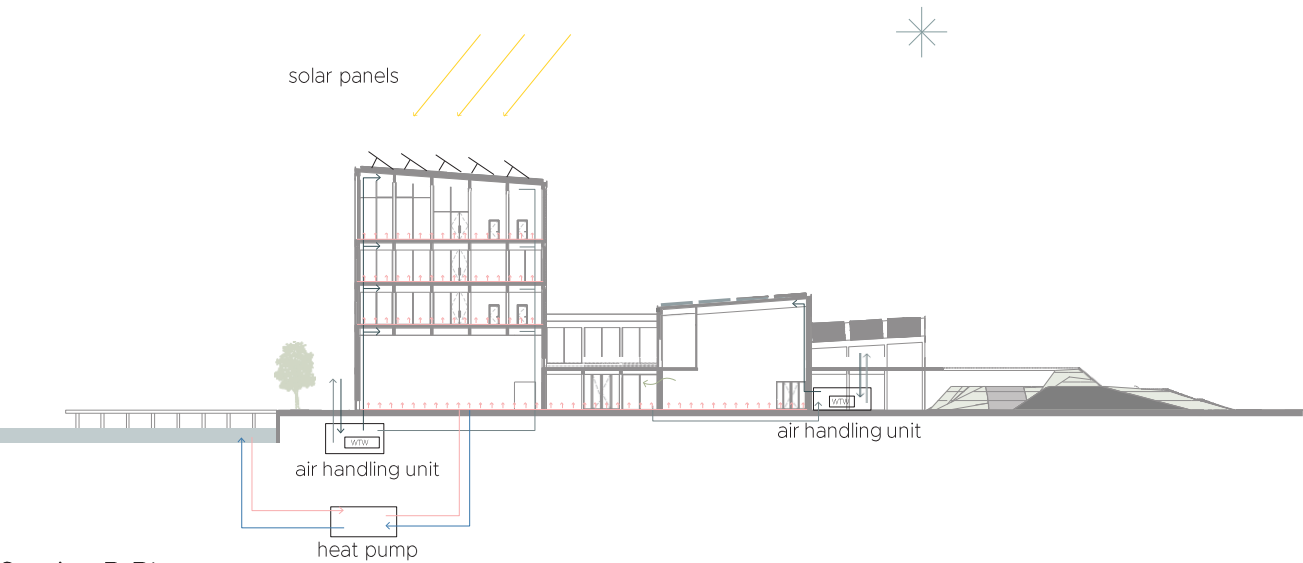 solar panels
WTW
air handling unit
WTW
air handling unit
heat pump